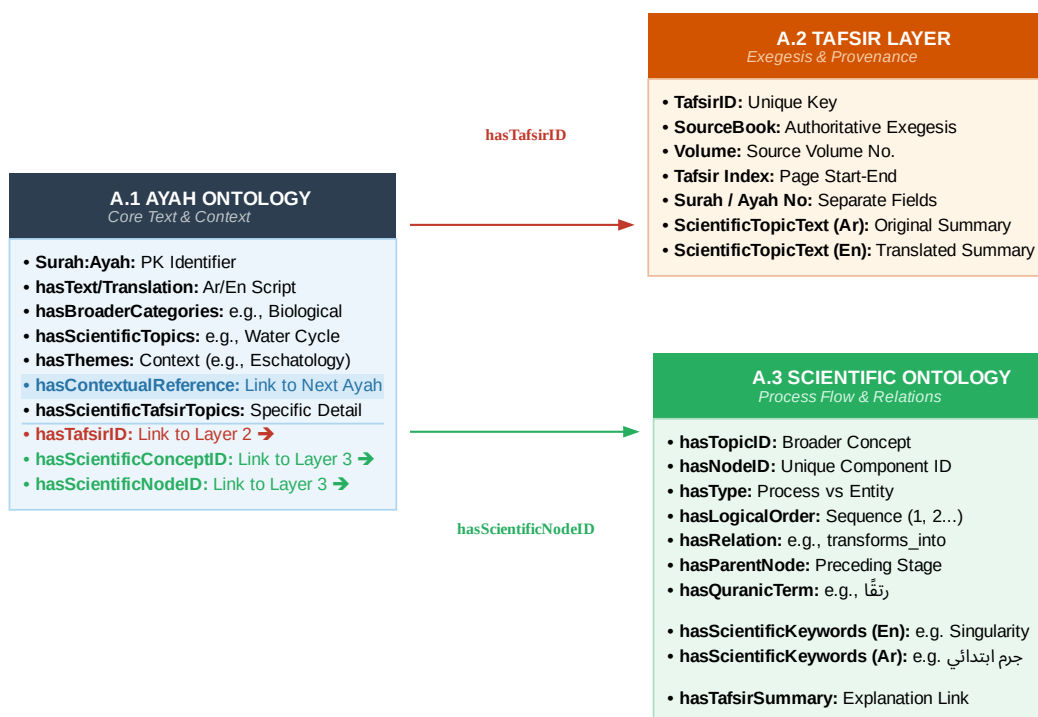 A.1 AYAH ONTOLOGY
Core Text & Context
• Surah:Ayah: PK Identifier
• hasText/Translation: Ar/En Script
• hasBroaderCategories: e.g., Biological
• hasScientificTopics: e.g., Water Cycle
• hasThemes: Context (e.g., Eschatology)
• hasContextualReference: Link to Next Ayah
• hasScientificTafsirTopics: Specific Detail
• hasTafsirID: Link to Layer 2 ➔
• hasScientificConceptID: Link to Layer 3 ➔
• hasScientificNodeID: Link to Layer 3 ➔
hasTafsirID
hasScientificNodeID
A.2 TAFSIR LAYER
Exegesis & Provenance
• TafsirID: Unique Key
• SourceBook: Authoritative Exegesis
• Volume: Source Volume No.
• Tafsir Index: Page Start-End
• Surah / Ayah No: Separate Fields
• ScientificTopicText (Ar): Original Summary
• ScientificTopicText (En): Translated Summary
A.3 SCIENTIFIC ONTOLOGY
Process Flow & Relations
• hasTopicID: Broader Concept
• hasNodeID: Unique Component ID
• hasType: Process vs Entity
• hasLogicalOrder: Sequence (1, 2...)
• hasRelation: e.g., transforms_into
• hasParentNode: Preceding Stage
• hasQuranicTerm: e.g., رتقًا
• hasScientificKeywords (En): e.g. Singularity
• hasScientificKeywords (Ar): e.g. جرم ابتدائي
• hasTafsirSummary: Explanation Link